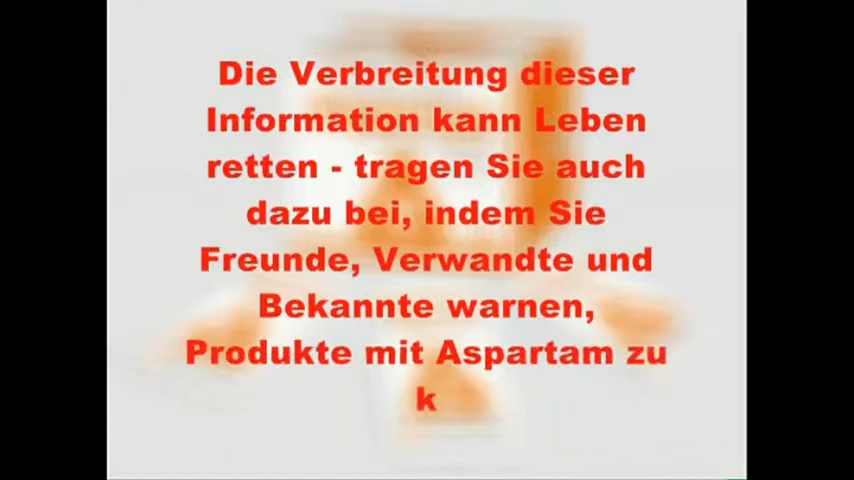 Die Verbreitung dieser
Information kann Leben
retten - tragen Sie auch
dazu bei, indem Sie
Freunde, Verwandte und
Bekannte warnen,
Produkte mit Aspartam zu
k